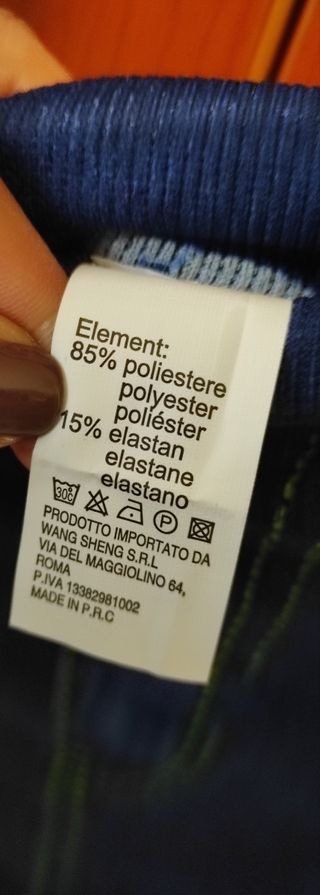 Element:
85% poliestere
polyester
poliéster
15% elastan
elastane
elastano
30c P
PRODOTTO IMPORTATO DA
WANG SHENG S.R.L
VIA DEL MAGGIOLINO 64,
ROMA
P.IVA 13382981002
MADE IN P.R.C